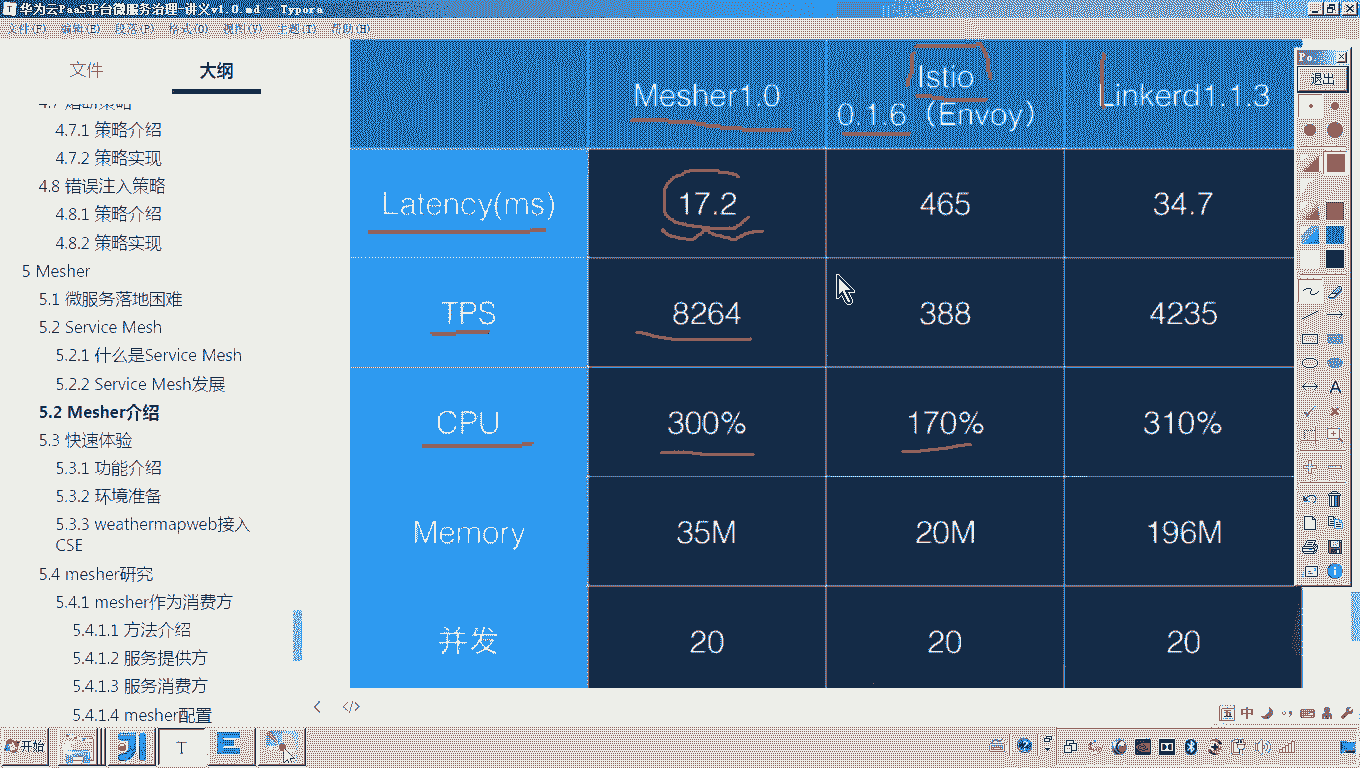 华为云PaaS平台微服务治理-讲义v1.0.md - Typora
文件(F) 编辑(E) 段落(P) 格式(O) 视图(V) 主题(T) 帮助(H)
文件 大纲
4.7 熔断策略
4.7.1 策略介绍
4.7.2 策略实现
4.8 错误注入策略
4.8.1 策略介绍
4.8.2 策略实现
5 Mesher
5.1 微服务落地困难
5.2 Service Mesh
5.2.1 什么是Service Mesh
5.2.2 Service Mesh发展
5.2 Mesher介绍
5.3 快速体验
5.3.1 功能介绍
5.3.2 环境准备
5.3.3 weathermapweb接入
CSE
5.4 mesher研究
5.4.1 mesher作为消费方
5.4.1.1 方法介绍
5.4.1.2 服务提供方
5.4.1.3 服务消费方
5.4.1.4 mesher配置
Mesher1.0 Istio 0.1.6（Envoy） Linkerd1.1.3
Latency(ms) 17.2 465 34.7
TPS 8264 388 4235
CPU 300% 170% 310%
Memory 35M 20M 196M
并发 20 20 20
Po.
退出
A
中
开始
T
E